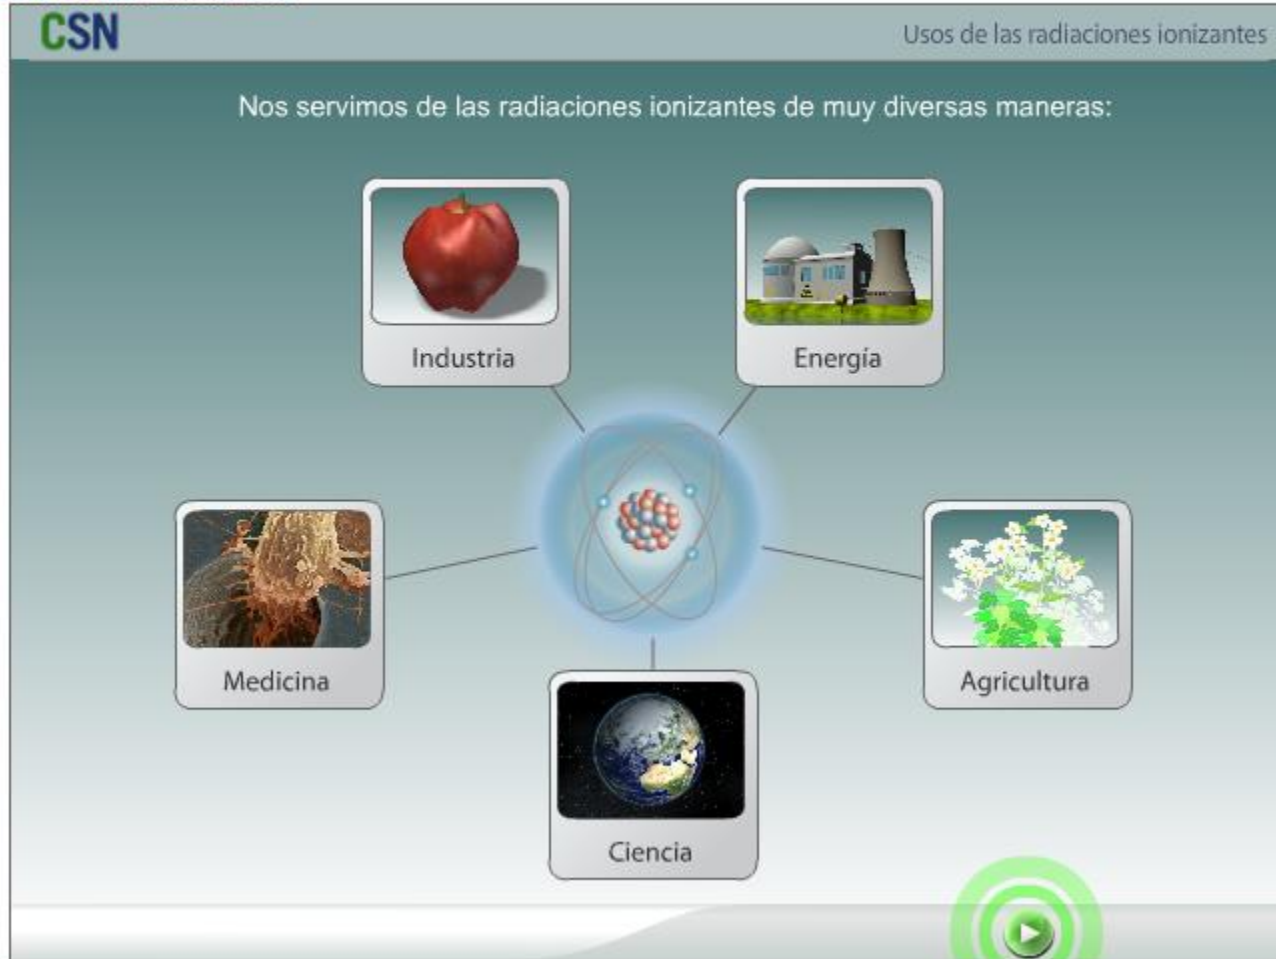 CSN
Usos de las radiaciones ionizantes
Nos servimos de las radiaciones ionizantes de muy diversas maneras:
Industria
Energía
Medicina
Agricultura
Ciencia